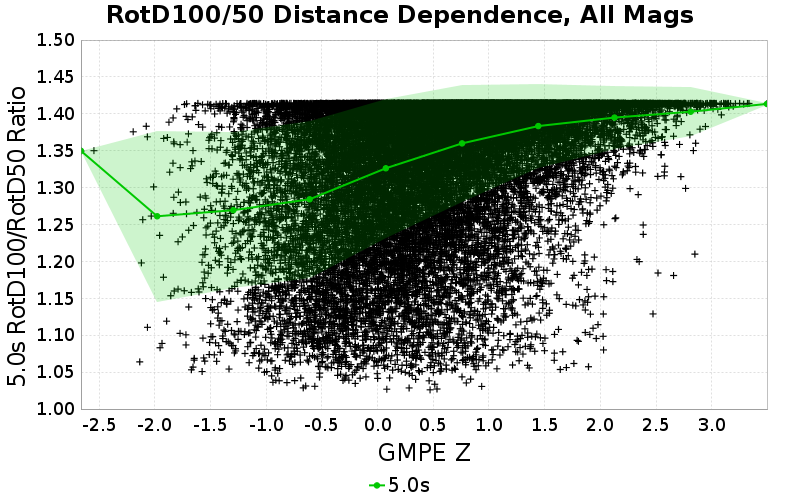 RotD100/50 Distance Dependence, All Mags
5.0s RotD100/RotD50 Ratio
1.50
1.45
1.40
1.35
1.30
1.25
1.20
1.15
1.10
1.05
1.00
-2.5 -2.0 -1.5 -1.0 -0.5 0.0 0.5 1.0 1.5 2.0 2.5 3.0
GMPE Z
5.0s